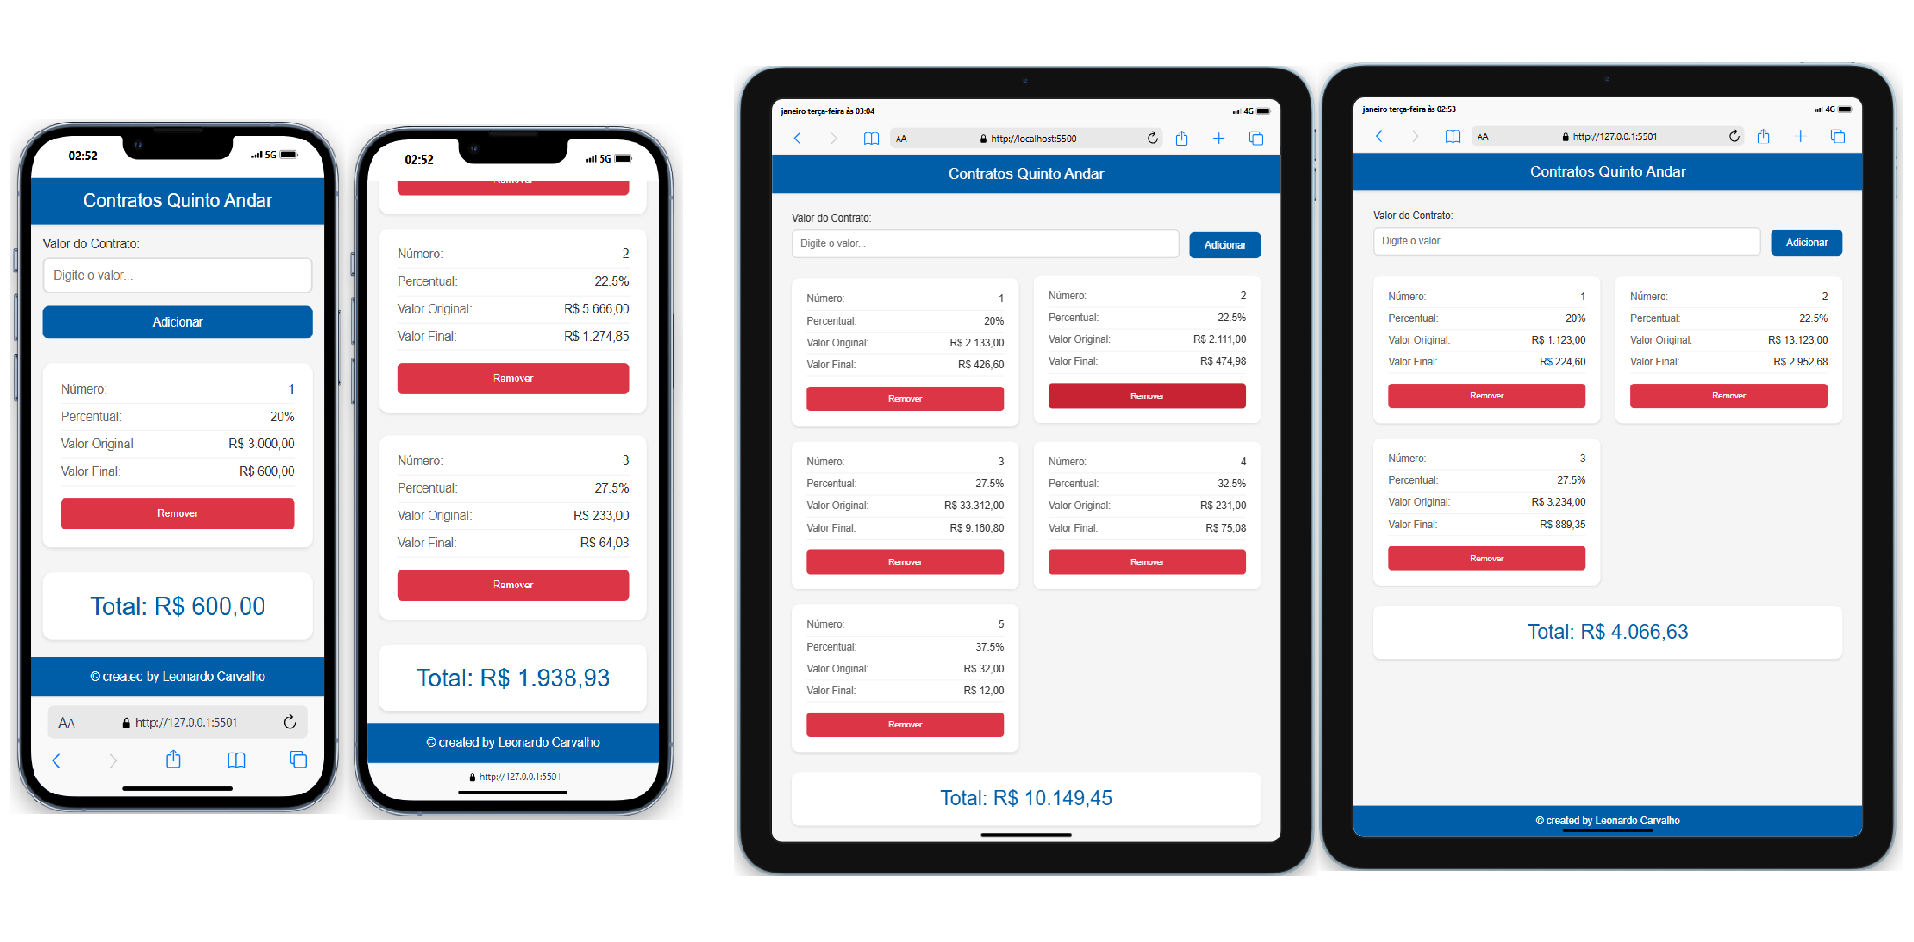 02:52
5G
Contratos Quinto Andar
Valor do Contrato:
Digite o valor...
Adicionar
Número: 1
Percentual: 20%
Valor Original: R$ 3.000,00
Valor Final: R$ 600,00
Remover
Total: R$ 600,00
© created by Leonardo Carvalho
AA http://127.0.0.1:5501
02:52
5G
Remover
Número: 2
Percentual: 22.5%
Valor Original: R$ 5.666,00
Valor Final: R$ 1.274,85
Remover
Número: 3
Percentual: 27.5%
Valor Original: R$ 233,00
Valor Final: R$ 64,08
Remover
Total: R$ 1.938,93
© created by Leonardo Carvalho
http://127.0.0.1:5501
janeiro terça-feira às 03:04
4G
AA http://localhost:5500
Contratos Quinto Andar
Valor do Contrato:
Digite o valor...
Adicionar
Número: 1
Percentual: 20%
Valor Original: R$ 2.133,00
Valor Final: R$ 426,60
Remover
Número: 2
Percentual: 22.5%
Valor Original: R$ 2.111,00
Valor Final: R$ 474,98
Remover
Número: 3
Percentual: 27.5%
Valor Original: R$ 33.312,00
Valor Final: R$ 9.160,80
Remover
Número: 4
Percentual: 32.5%
Valor Original: R$ 231,00
Valor Final: R$ 75,08
Remover
Número: 5
Percentual: 37.5%
Valor Original: R$ 32,00
Valor Final: R$ 12,00
Remover
Total: R$ 10.149,45
janeiro terça-feira às 02:53
4G
AA http://127.0.0.1:5501
Contratos Quinto Andar
Valor do Contrato:
Digite o valor
Adicionar
Número: 1
Percentual: 20%
Valor Original: R$ 1.123,00
Valor Final: R$ 224,60
Remover
Número: 2
Percentual: 22.5%
Valor Original: R$ 13.123,00
Valor Final: R$ 2.952,68
Remover
Número: 3
Percentual: 27.5%
Valor Original: R$ 3.234,00
Valor Final: R$ 889,35
Remover
Total: R$ 4.066,63
© created by Leonardo Carvalho